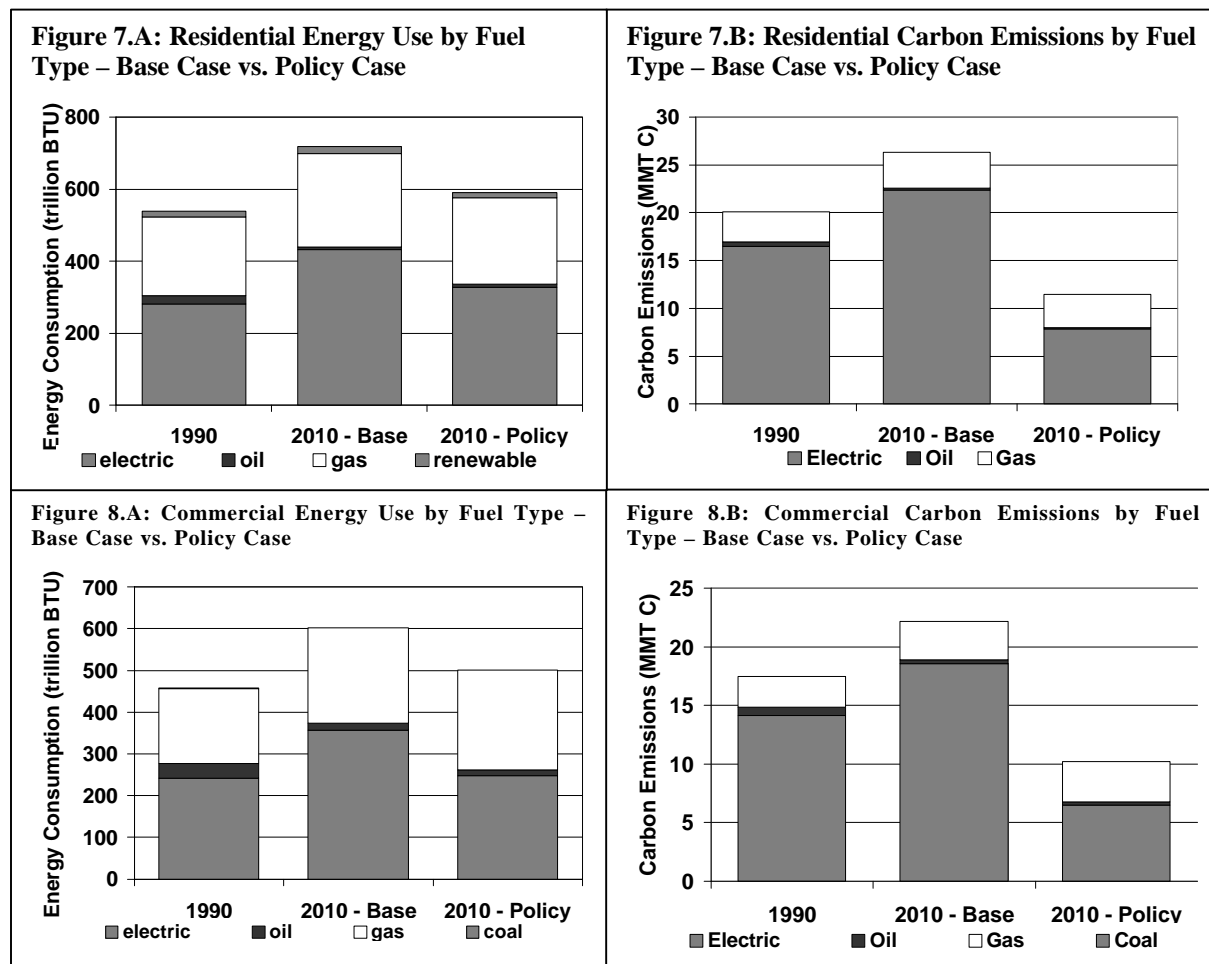 Figure 7.A: Residential Energy Use by Fuel
Type – Base Case vs. Policy Case
Energy Consumption (trillion BTU)
800
600
400
200
0
1990 2010 - Base 2010 - Policy
electric oil gas renewable
Figure 7.B: Residential Carbon Emissions by Fuel
Type – Base Case vs. Policy Case
Carbon Emissions (MMT C)
30
25
20
15
10
5
0
1990 2010 - Base 2010 - Policy
Electric Oil Gas
Figure 8.A: Commercial Energy Use by Fuel Type –
Base Case vs. Policy Case
Energy Consumption (trillion BTU)
700
600
500
400
300
200
100
0
1990 2010 - Base 2010 - Policy
electric oil gas coal
Figure 8.B: Commercial Carbon Emissions by Fuel
Type – Base Case vs. Policy Case
Carbon Emissions (MMT C)
25
20
15
10
5
0
1990 2010 - Base 2010 - Policy
Electric Oil Gas Coal